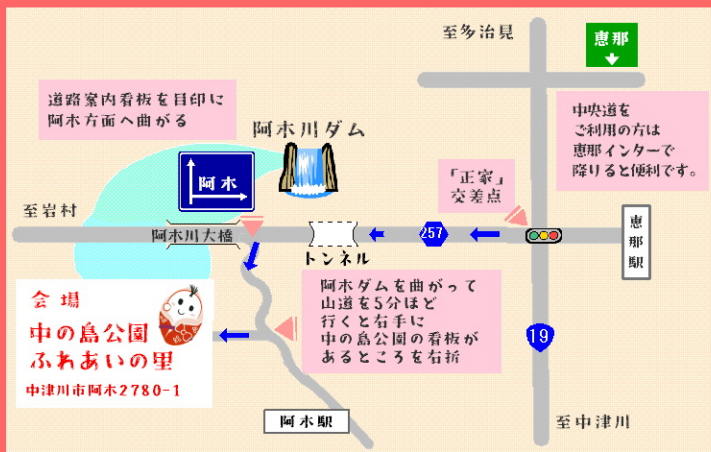 至多治見
恵那
道路案内看板を目印に
阿木方面へ曲がる
阿木川ダム
中央道を
ご利用の方は
恵那インターで
降りると便利です。
阿木
「正家」
交差点
至岩村
阿木川大橋
トンネル
257
恵那駅
会場
中の島公園
ふれあいの里
中津川市阿木2780-1
阿木ダムを曲がって
山道を5分ほど
行くと右手に
中の島公園の看板が
あるところを右折
19
阿木駅
至中津川